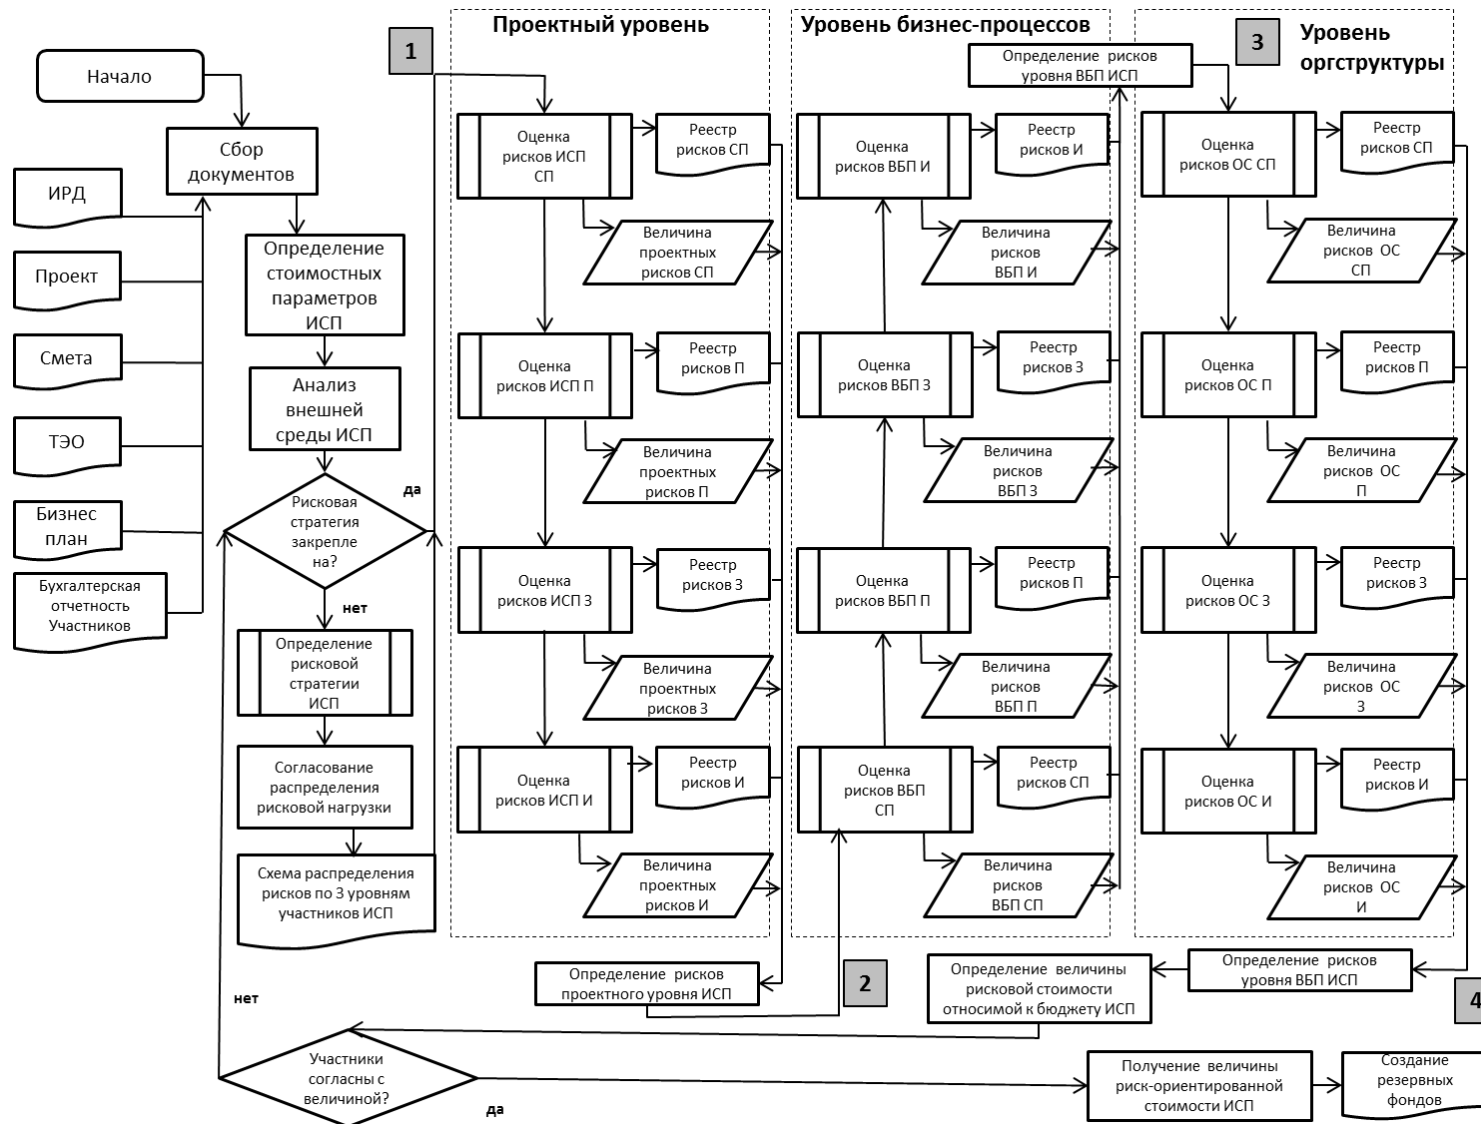 Начало
Сбор
документов
ИРД
Проект
Смета
ТЭО
Бизнес
план
Бухгалтерская
отчетность
Участников
Определение
стоимостных
параметров
ИСП
Анализ
внешней
среды ИСП
Рисковая
стратегия
закрепле
на?
да
нет
Определение
рисковой
стратегии
ИСП
Согласование
распределения
рисковой нагрузки
Схема распределения
рисков по 3 уровням
участников ИСП
1
Проектный уровень
Оценка
рисков ИСП
СП
Реестр
рисков СП
Величина
проектных
рисков СП
Оценка
рисков ИСП П
Реестр
рисков П
Величина
проектных
рисков П
Оценка
рисков ИСП З
Реестр
рисков З
Величина
проектных
рисков З
Оценка
рисков ИСП И
Реестр
рисков И
Величина
проектных
рисков И
Определение рисков
проектного уровня ИСП
2
Уровень бизнес-процессов
Определение рисков
уровня ВБП ИСП
Оценка
рисков ВБП И
Реестр
рисков И
Величина
рисков
ВБП И
Оценка
рисков ВБП З
Реестр
рисков З
Величина
рисков
ВБП З
Оценка
рисков ВБП П
Реестр
рисков П
Величина
рисков
ВБП П
Оценка
рисков ВБП
СП
Реестр
рисков СП
Величина
рисков
ВБП СП
3
Уровень
оргструктуры
Оценка
рисков ОС СП
Реестр
рисков СП
Величина
рисков ОС
СП
Оценка
рисков ОС П
Реестр
рисков П
Величина
рисков ОС
П
Оценка
рисков ОС З
Реестр
рисков З
Величина
рисков ОС
З
Оценка
рисков ОС И
Реестр
рисков И
Величина
рисков ОС
И
Определение рисков
уровня ВБП ИСП
4
Определение величины
рисковой стоимости
относимой к бюджету ИСП
нет
Участники
согласны с
величиной?
да
Получение величины
риск-ориентированной
стоимости ИСП
Создание
резервных
фондов